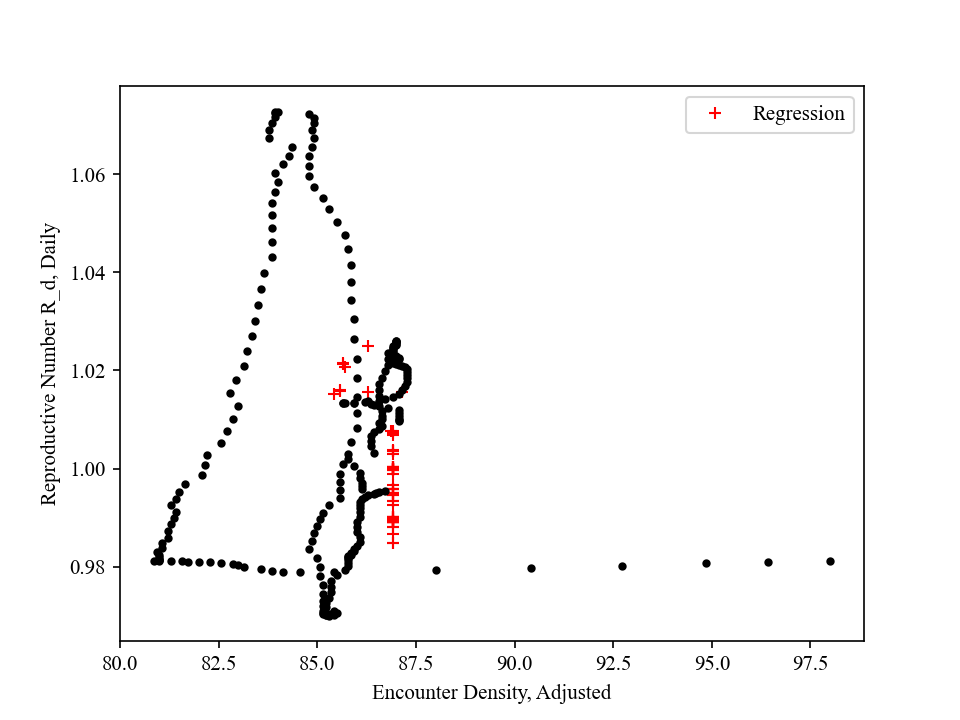 Regression
Reproductive Number R_d, Daily
1.06
1.04
1.02
1.00
0.98
80.0 82.5 85.0 87.5 90.0 92.5 95.0 97.5
Encounter Density, Adjusted